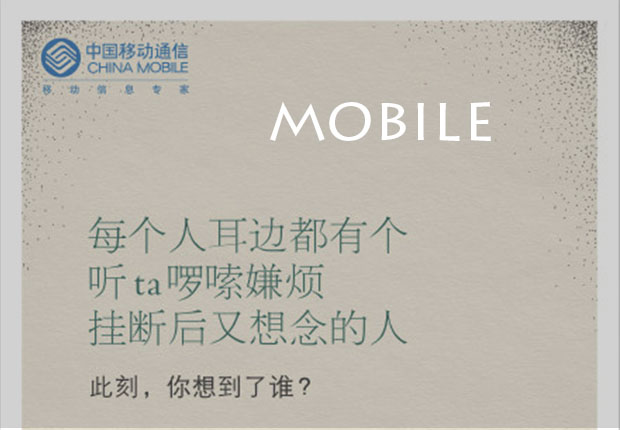 中国移动通信
CHINA MOBILE
移动信息专家
MOBILE
每个人耳边都有个
听ta啰嗦嫌烦
挂断后又想念的人
此刻，你想到了谁？